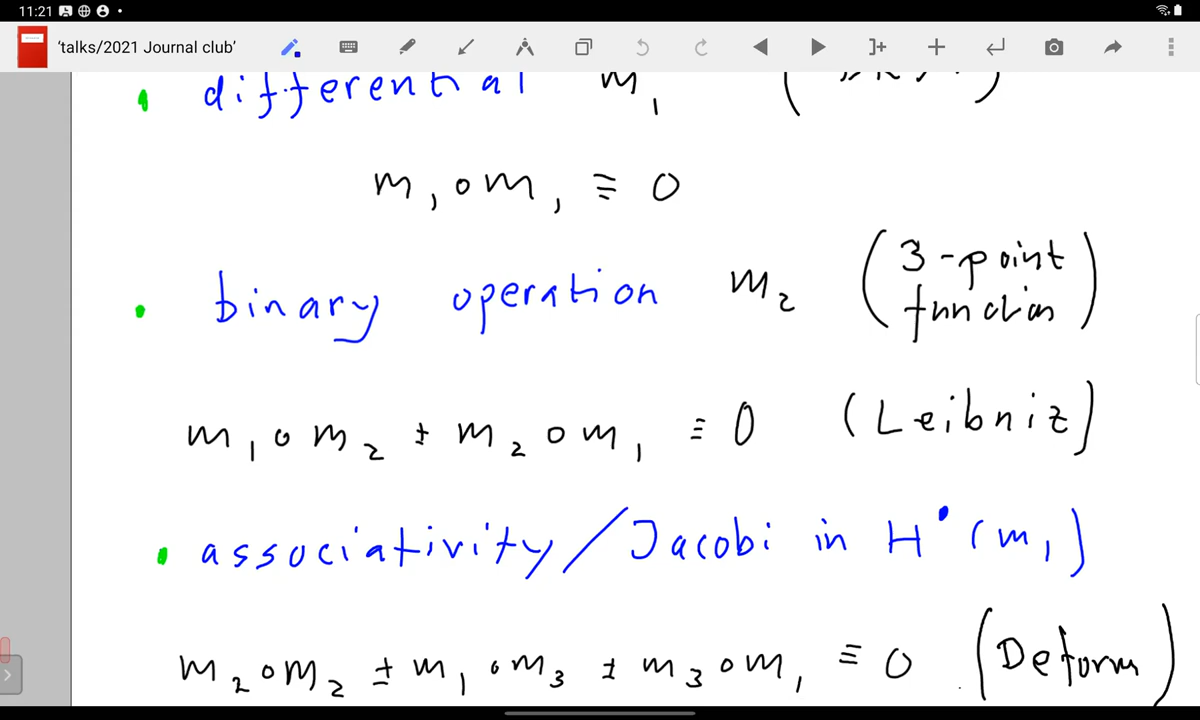 11:21
'talks/2021 Journal club'
• differential m₁
m₁ ∘ m₁ ≡ 0
• binary operation m₂ (3-point function)
m₁ ∘ m₂ ± m₂ ∘ m₁ ≡ 0 (Leibniz)
• associativity/Jacobi in H•(m₁)
m₂ ∘ m₂ ± m₁ ∘ m₃ ± m₃ ∘ m₁ ≡ 0 (Deform)